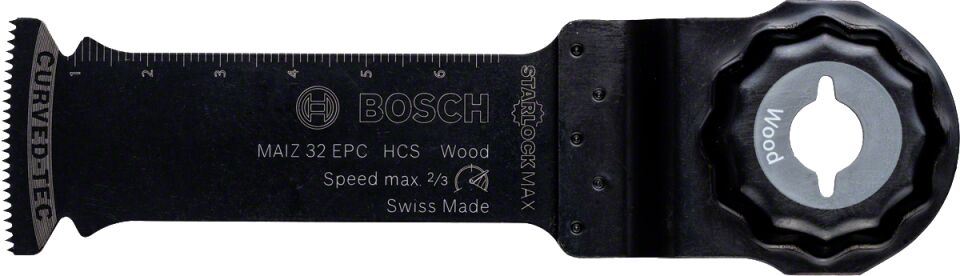 CURVED-TEC
1 2 3 4 5 6
BOSCH
MAIZ 32 EPC HCS Wood
Speed max. 2/3
Swiss Made
STARLOCK MAX
Wood